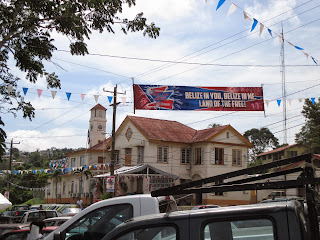 BELIZE IN YOU, BELIZE IN ME,
LAND OF THE FREE!